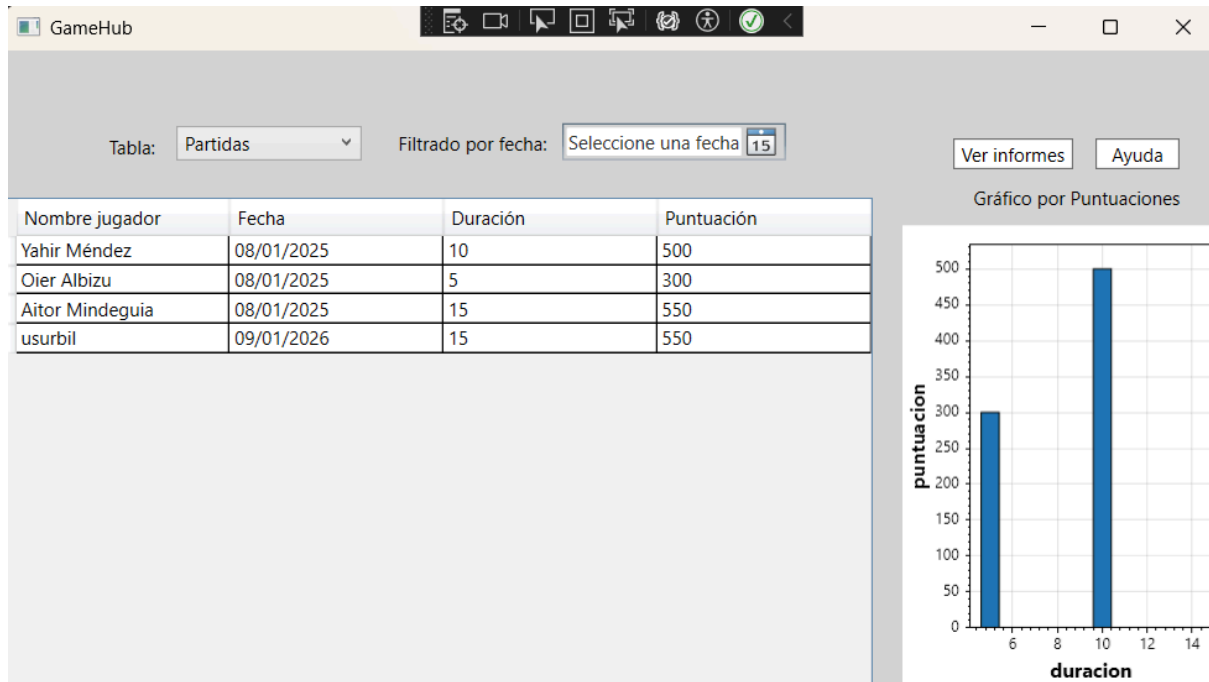 GameHub
Tabla: Partidas Filtrado por fecha: Seleccione una fecha 15
Ver informes Ayuda
Gráfico por Puntuaciones
Nombre jugador Fecha Duración Puntuación
Yahir Méndez 08/01/2025 10 500
Oier Albizu 08/01/2025 5 300
Aitor Mindeguia 08/01/2025 15 550
usurbil 09/01/2026 15 550
puntuacion
500
450
400
350
300
250
200
150
100
50
0
6 8 10 12 14
duracion